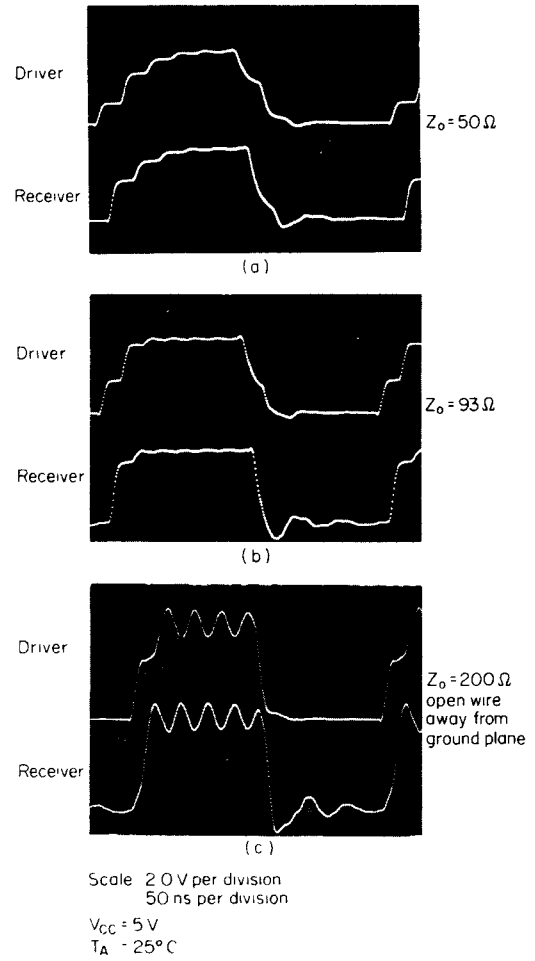 Driver
Z₀ = 50 Ω
Receiver
(a)
Driver
Z₀ = 93 Ω
Receiver
(b)
Driver
Z₀ = 200 Ω
open wire
away from
ground plane
Receiver
(c)
Scale 2 0 V per division
50 ns per division
V_CC = 5 V
T_A - 25° C